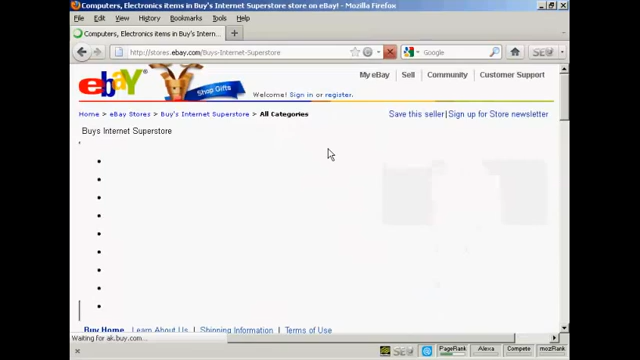 Computers, Electronics items in Buy's Internet Superstore store on eBay! - Mozilla Firefox
File Edit View History Bookmarks Tools Help
Computers, Electronics items in Buy's Intern...
http://stores.ebay.com/Buys-Internet-Superstore
Google
My eBay Sell Community Customer Support
ebay
Shop Gifts
Welcome! Sign in or register.
Home > eBay Stores > Buy's Internet Superstore > All Categories
Save this seller | Sign up for Store newsletter
Buys Internet Superstore
Buy Home Learn About Us Shipping Information Terms of Use
Waiting for ak.buy.com...
SEO PageRank Alexa Compete mozRank